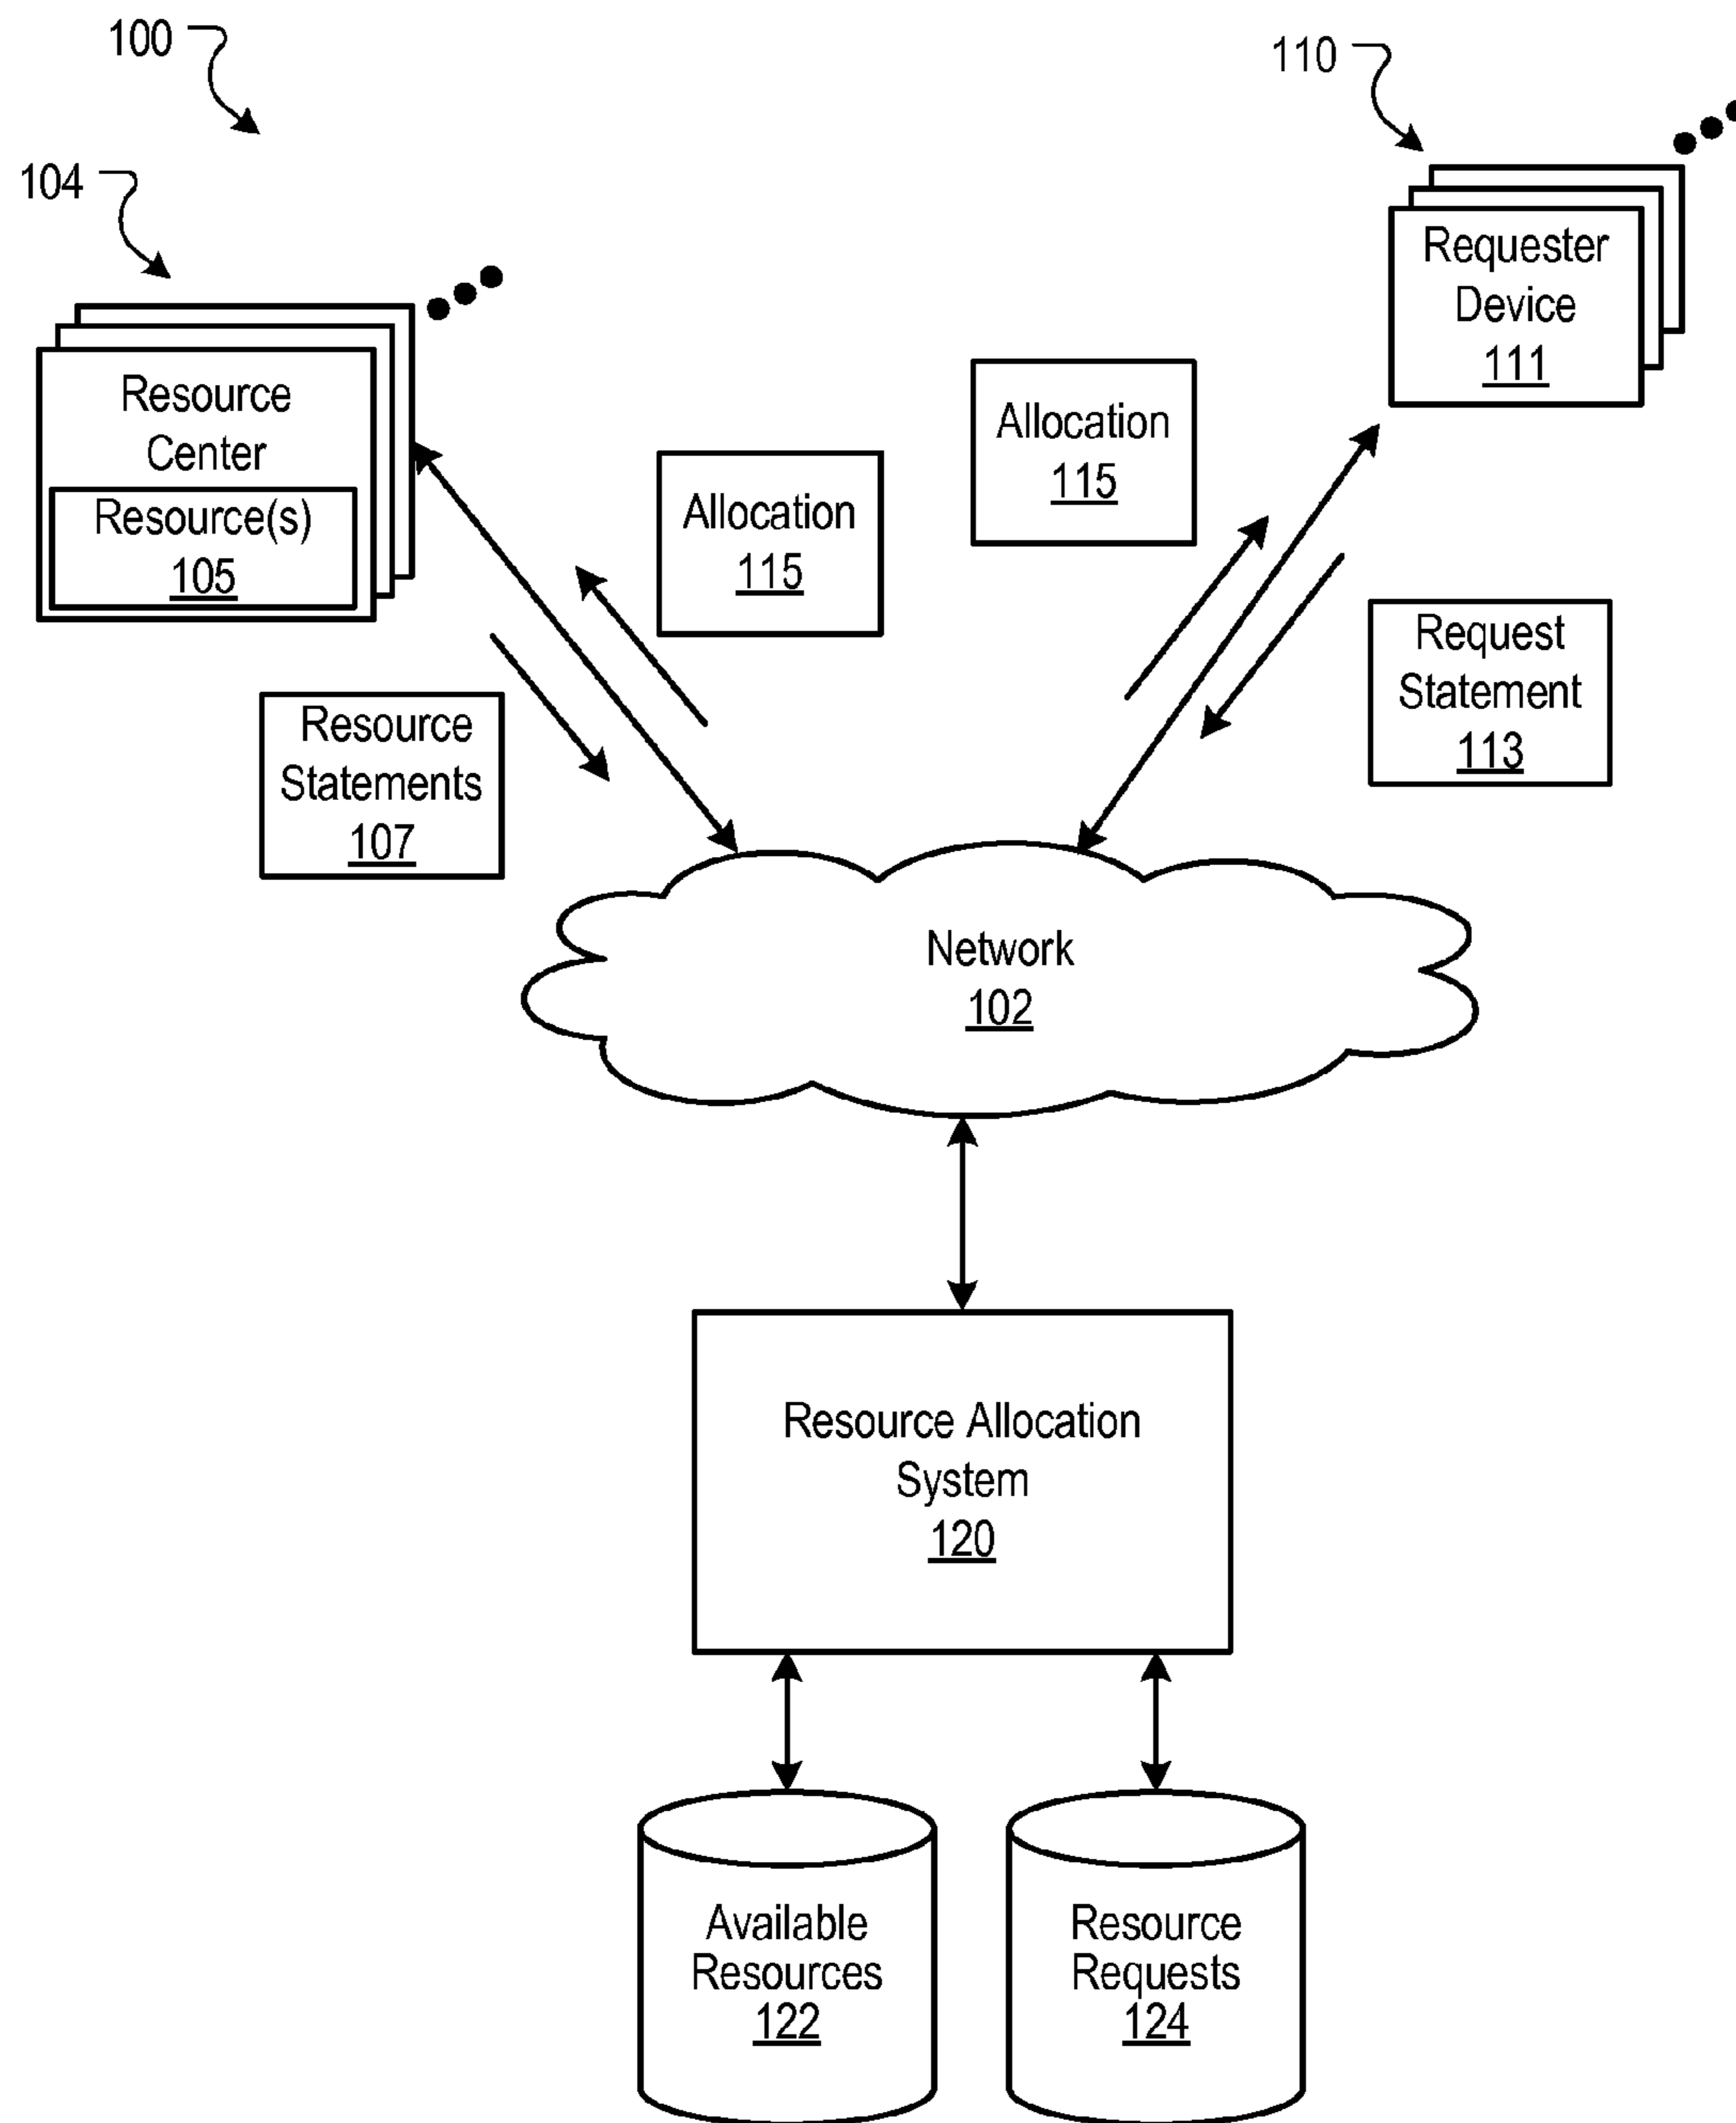 100
110
104
Requester
Device
111
Resource
Center
Resource(s)
105
Allocation
115
Allocation
115
Request
Statement
113
Resource
Statements
107
Network
102
Resource Allocation
System
120
Available
Resources
122
Resource
Requests
124